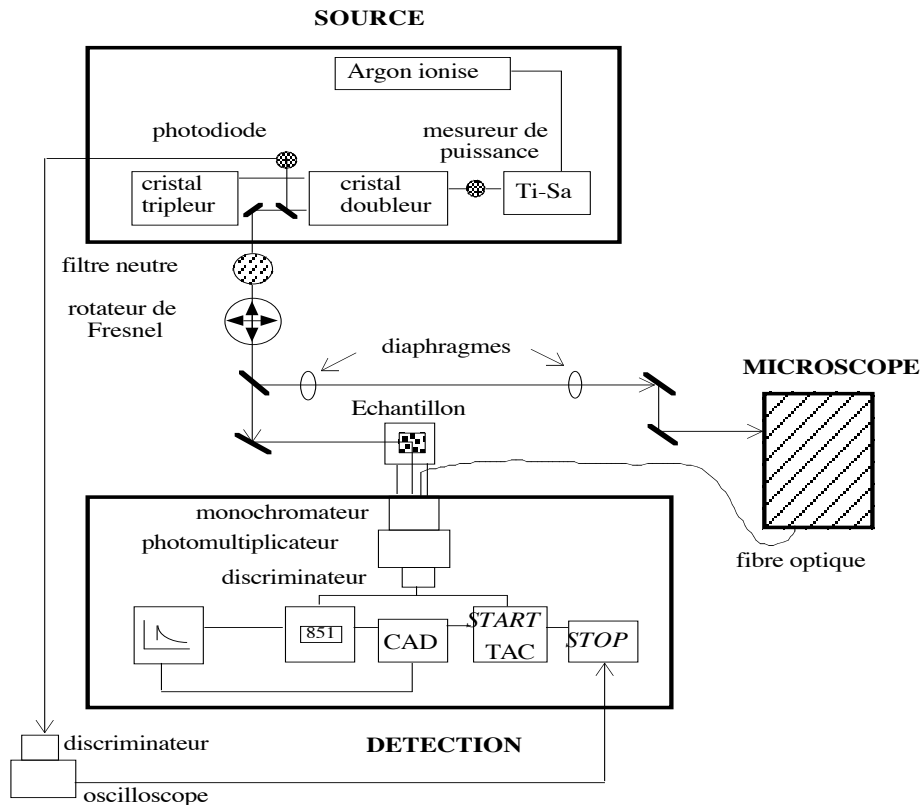 SOURCE
Argon ionise
photodiode
mesureur de
puissance
cristal
tripleur
cristal
doubleur
Ti-Sa
filtre neutre
rotateur de
Fresnel
diaphragmes
MICROSCOPE
Echantillon
monochromateur
photomultiplicateur
fibre optique
discriminateur
851
CAD
START
TAC
STOP
discriminateur
DETECTION
oscilloscope